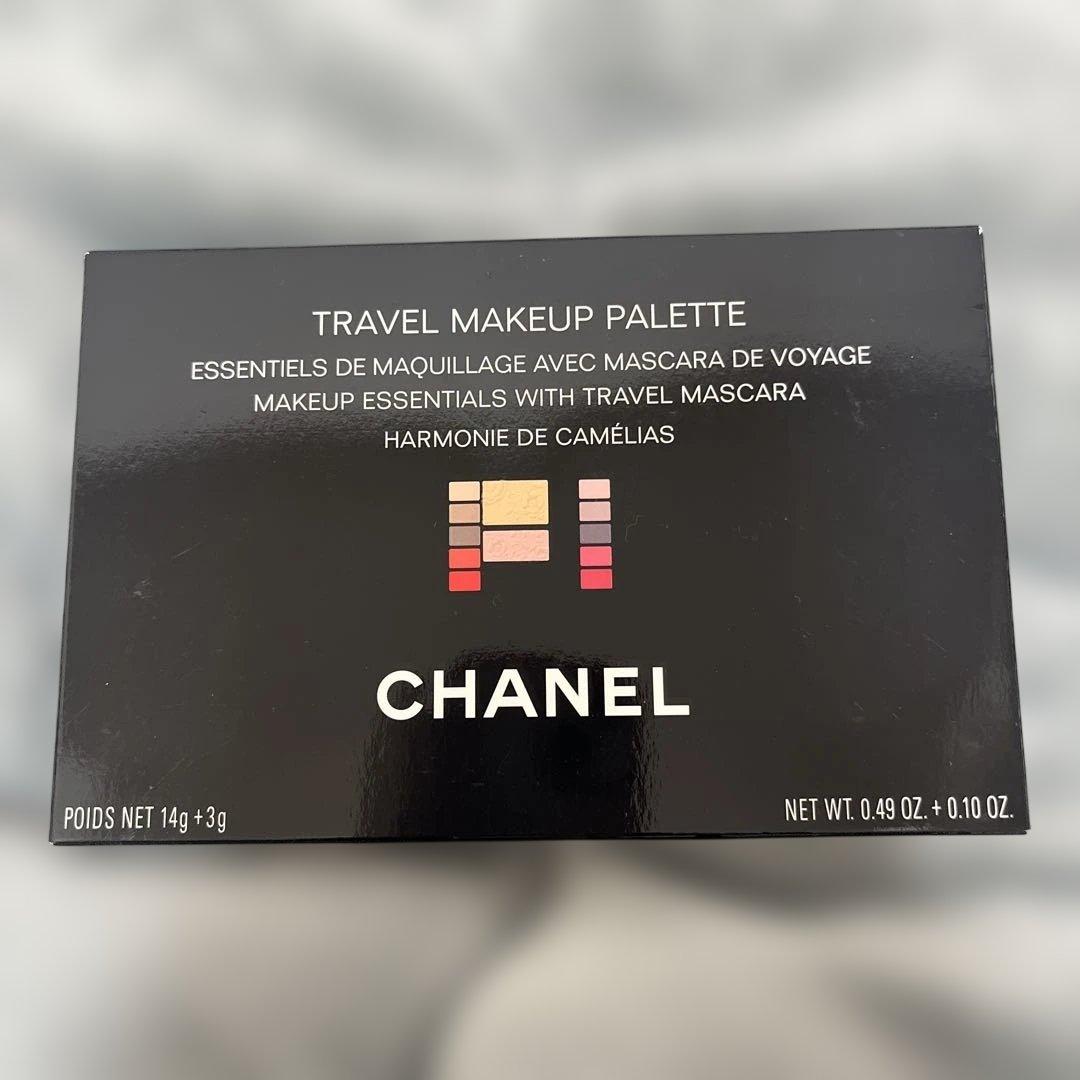 TRAVEL MAKEUP PALETTE
ESSENTIELS DE MAQUILLAGE AVEC MASCARA DE VOYAGE
MAKEUP ESSENTIALS WITH TRAVEL MASCARA
HARMONIE DE CAMÉLIAS
CHANEL
POIDS NET 14g + 3g
NET WT. 0.49 OZ. + 0.10 OZ.